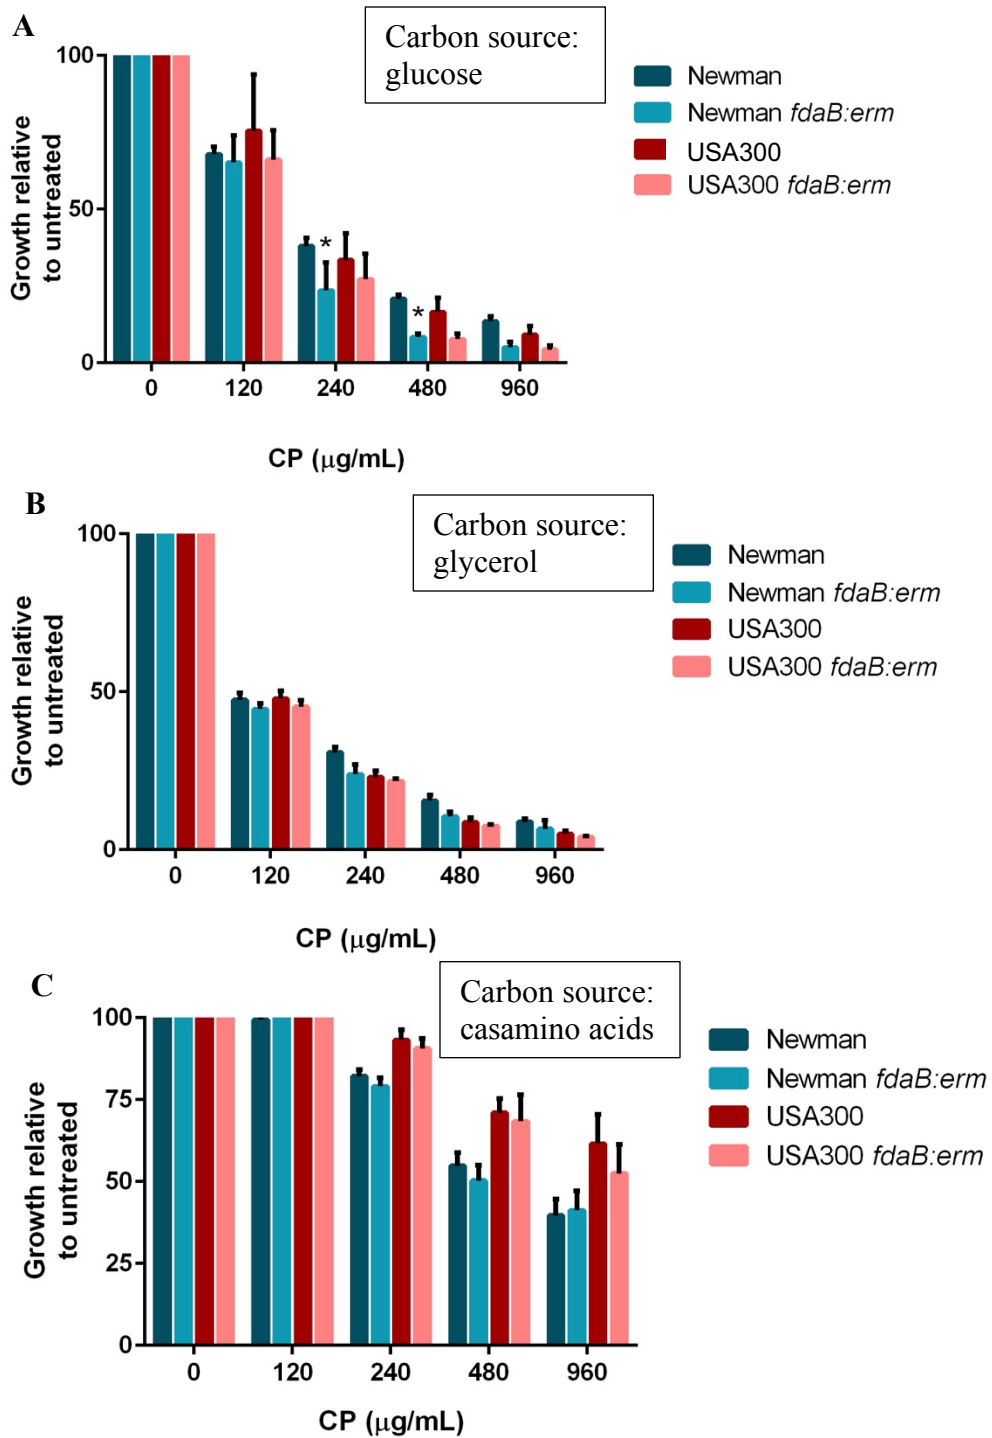 A
Carbon source:
glucose
Newman
Newman fdaB:erm
USA300
USA300 fdaB:erm
Growth relative
to untreated
100
50
0
0 120 240 480 960
* *
CP (μg/mL)
B
Carbon source:
glycerol
Newman
Newman fdaB:erm
USA300
USA300 fdaB:erm
Growth relative
to untreated
100
50
0
0 120 240 480 960
CP (μg/mL)
C
Carbon source:
casamino acids
Newman
Newman fdaB:erm
USA300
USA300 fdaB:erm
Growth relative
to untreated
100
75
50
25
0
0 120 240 480 960
CP (μg/mL)